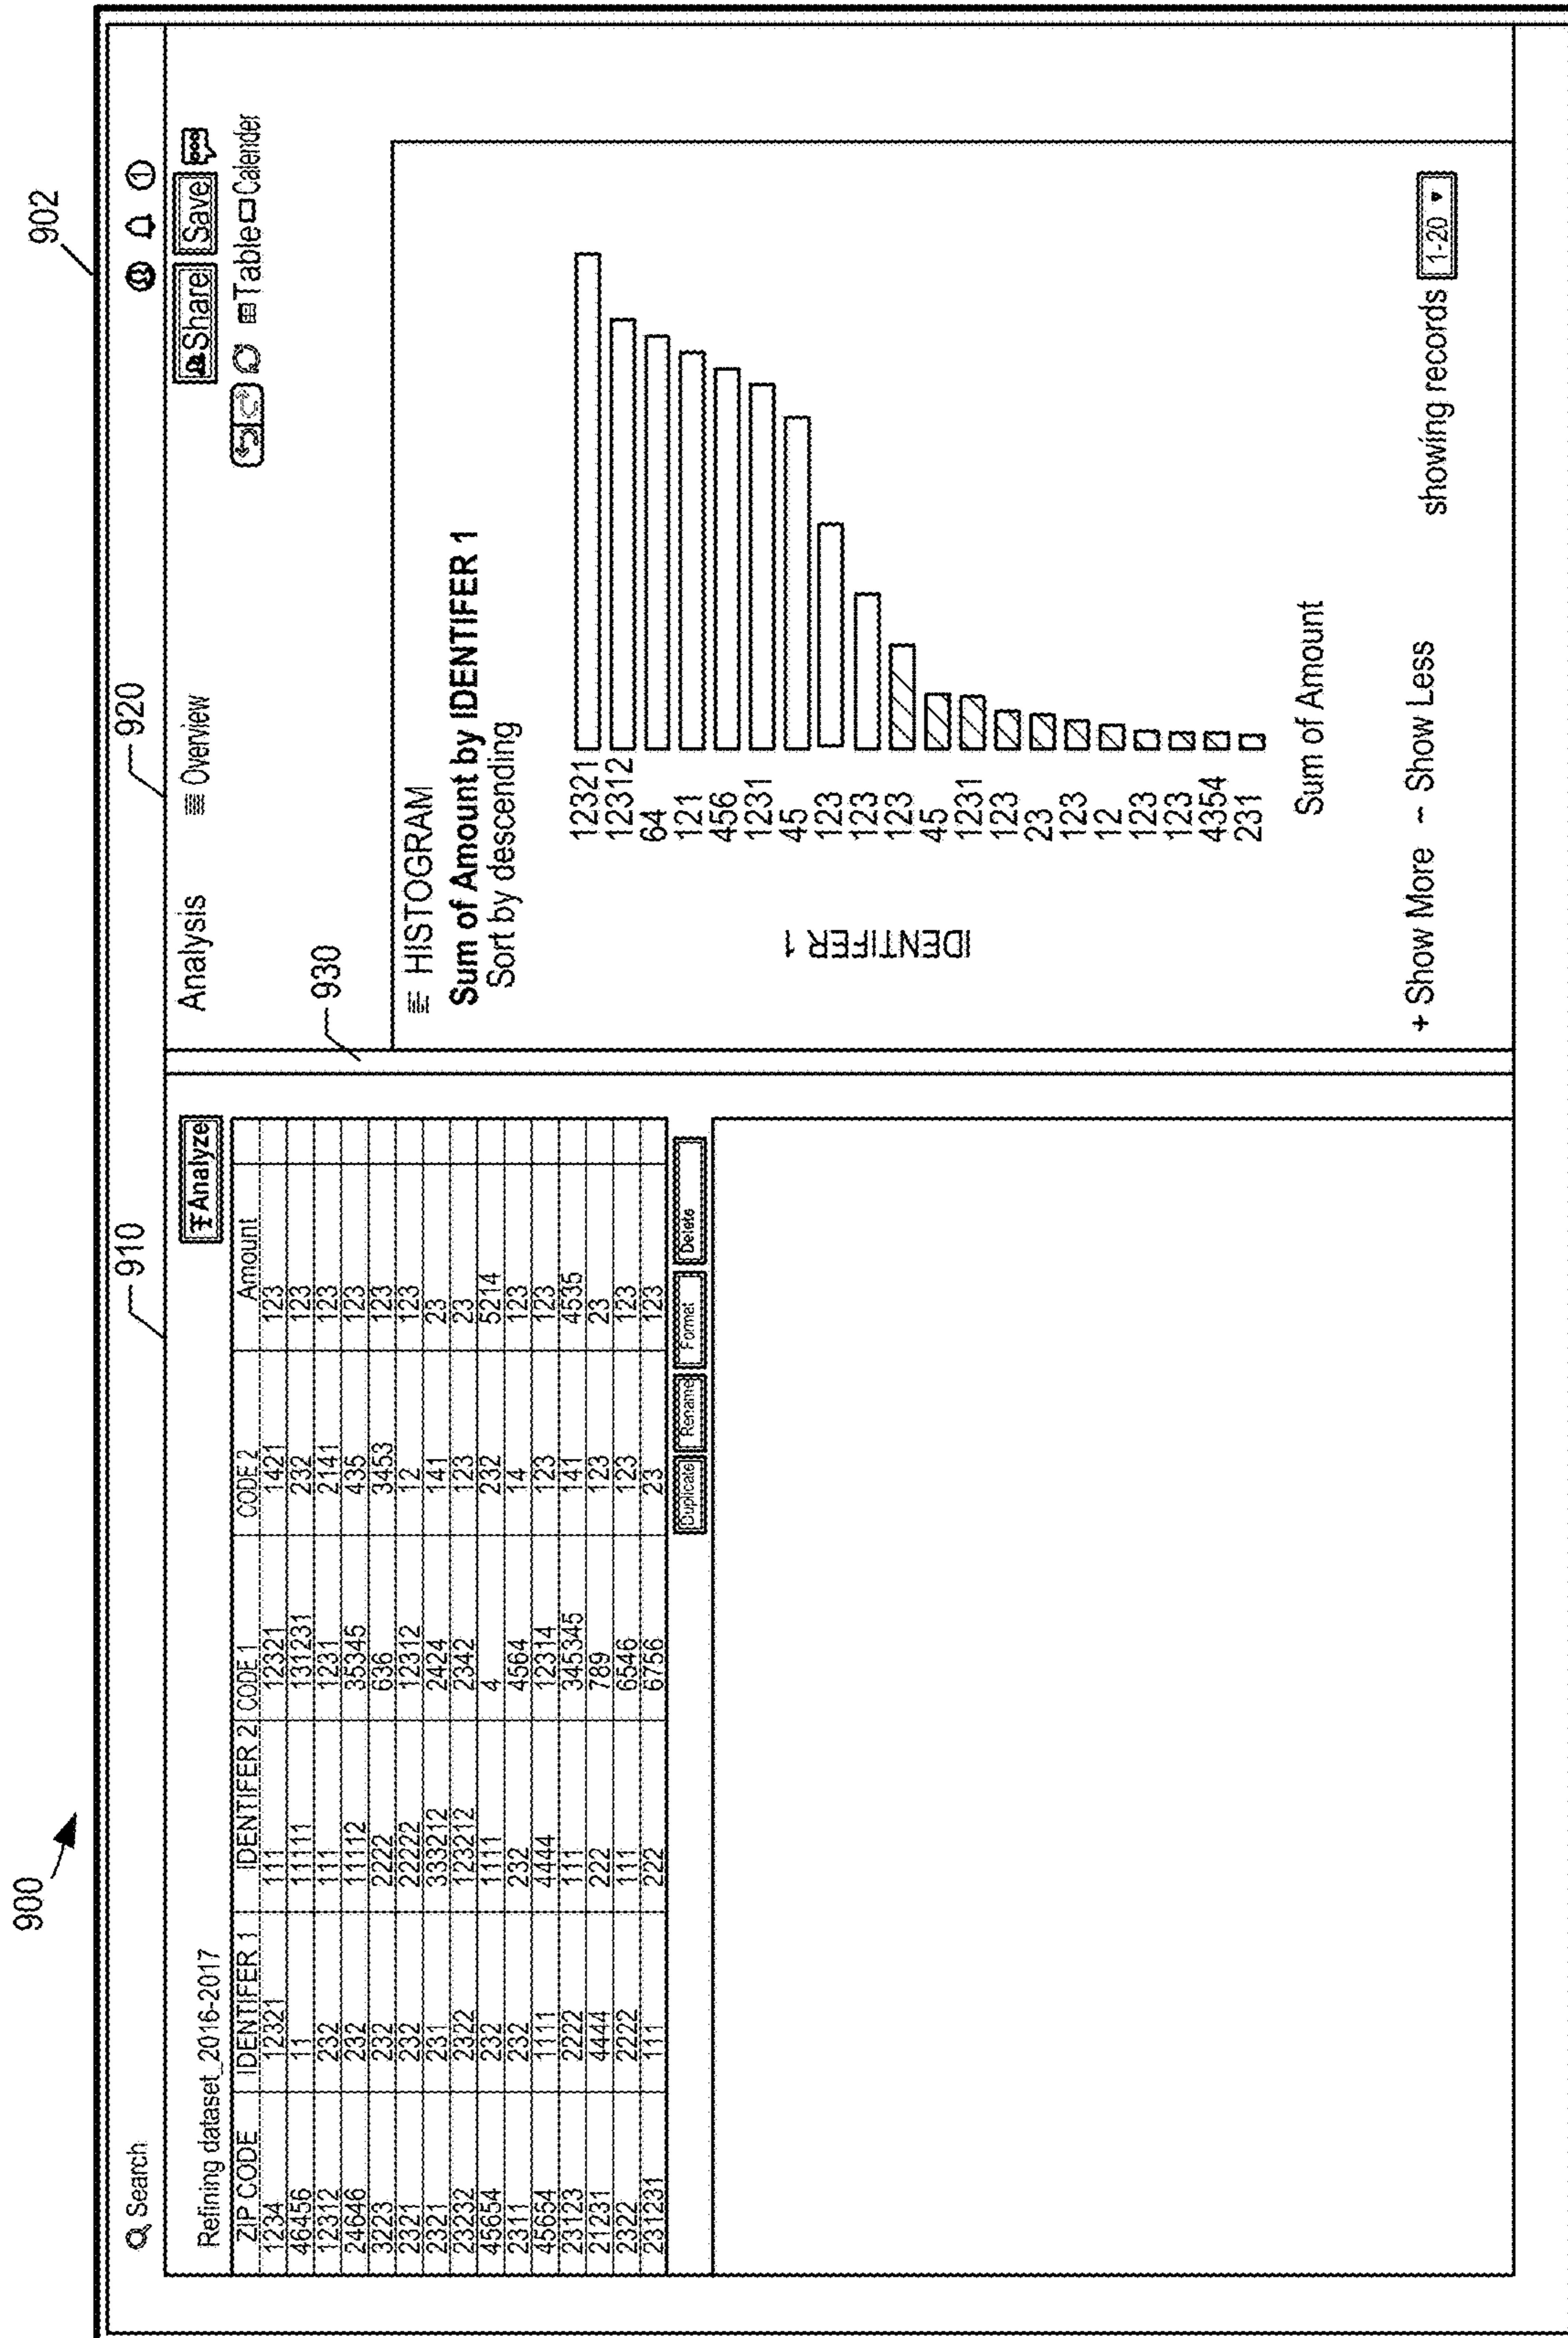 900
902
910
920
Search
1
Refining dataset_2016-2017
Analyze
ZIP CODE IDENTIFER 1 IDENTIFER 2 CODE 1 CODE 2 Amount
1234 12321 111 12321 1421 123
46456 11 11111 131231 232 123
12312 232 111 1231 2141 123
24646 232 11112 35345 435 123
3223 232 2222 636 3453 123
2321 232 22222 12312 12 123
2321 231 333212 2424 141 23
23232 2322 123212 2342 123 23
45654 232 1111 4 232 5214
2311 232 232 4564 14 123
45654 1111 4444 12314 123 123
23123 2222 111 345345 141 4535
21231 4444 222 789 123 23
2322 2222 111 6546 123 123
231231 111 222 6756 23 123
Duplicate Rename Format Delete
930
Analysis Overview
Share Save
Table Calender
HISTOGRAM
Sum of Amount by IDENTIFER 1
Sort by descending
IDENTIFER 1
12321
12312
64
121
456
1231
45
123
123
123
45
1231
123
23
123
12
123
123
4354
231
Sum of Amount
+ Show More - Show Less
showing records 1-20